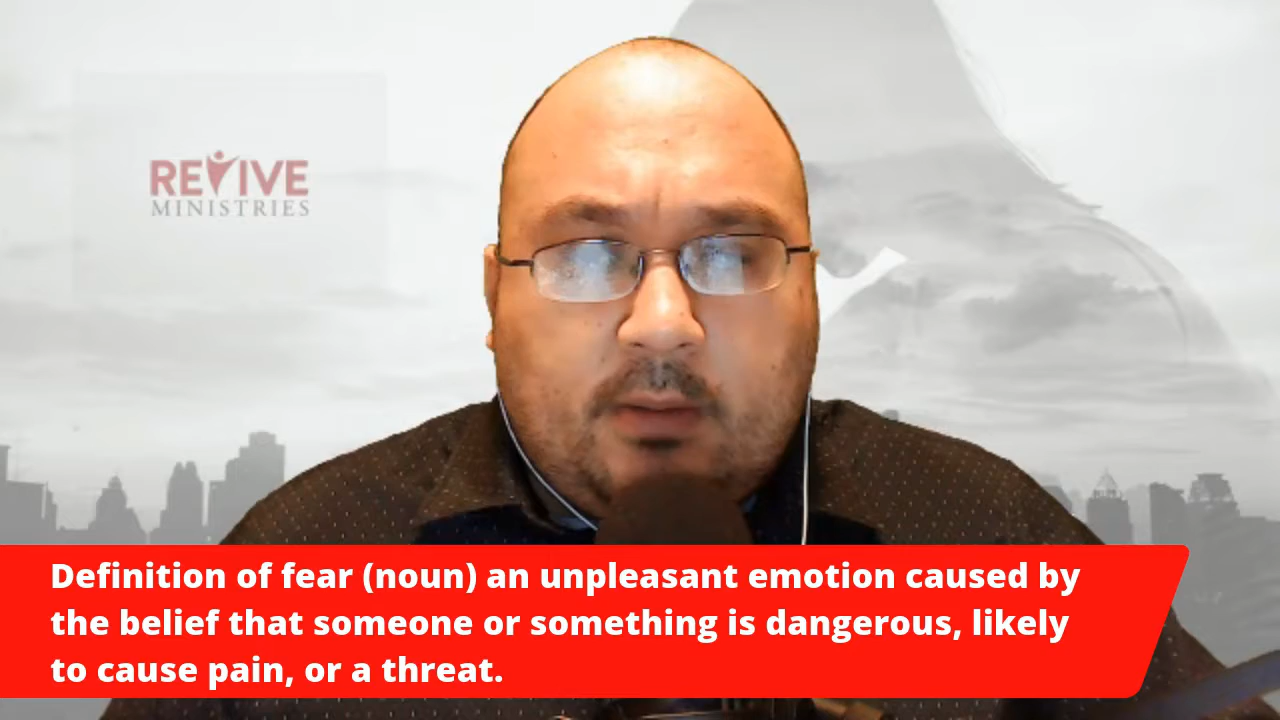 REVIVE
MINISTRIES
Definition of fear (noun) an unpleasant emotion caused by
the belief that someone or something is dangerous, likely
to cause pain, or a threat.